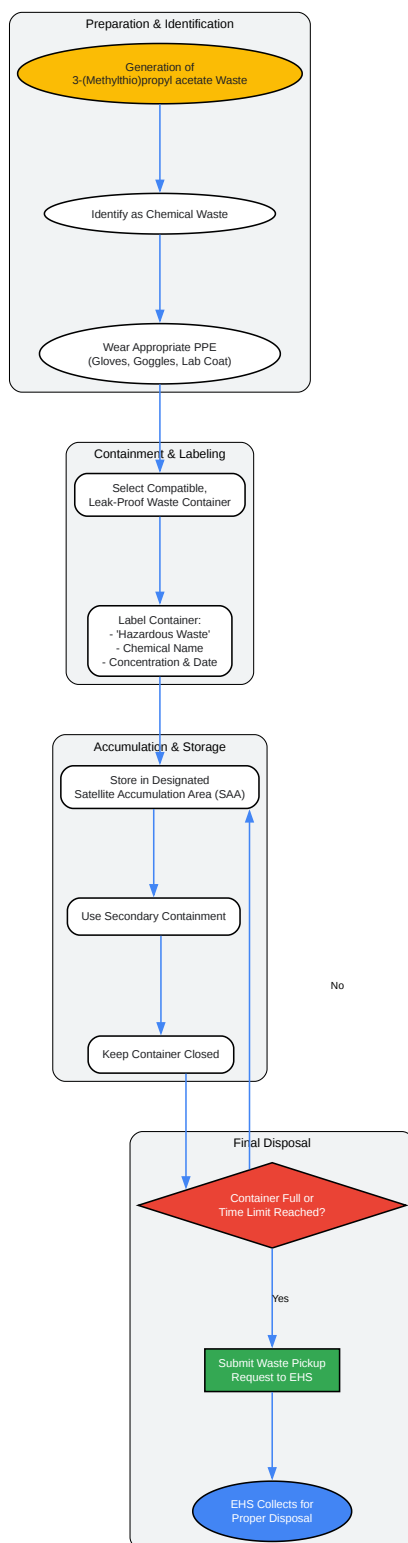 Preparation & Identification
Generation of
3-(Methylthio)propyl acetate Waste
Identify as Chemical Waste
Wear Appropriate PPE
(Gloves, Goggles, Lab Coat)
Containment & Labeling
Select Compatible,
Leak-Proof Waste Container
Label Container:
- 'Hazardous Waste'
- Chemical Name
- Concentration & Date
Accumulation & Storage
Store in Designated
Satellite Accumulation Area (SAA)
Use Secondary Containment
No
Keep Container Closed
Final Disposal
Container Full or
Time Limit Reached?
Yes
Submit Waste Pickup
Request to EHS
EHS Collects for
Proper Disposal